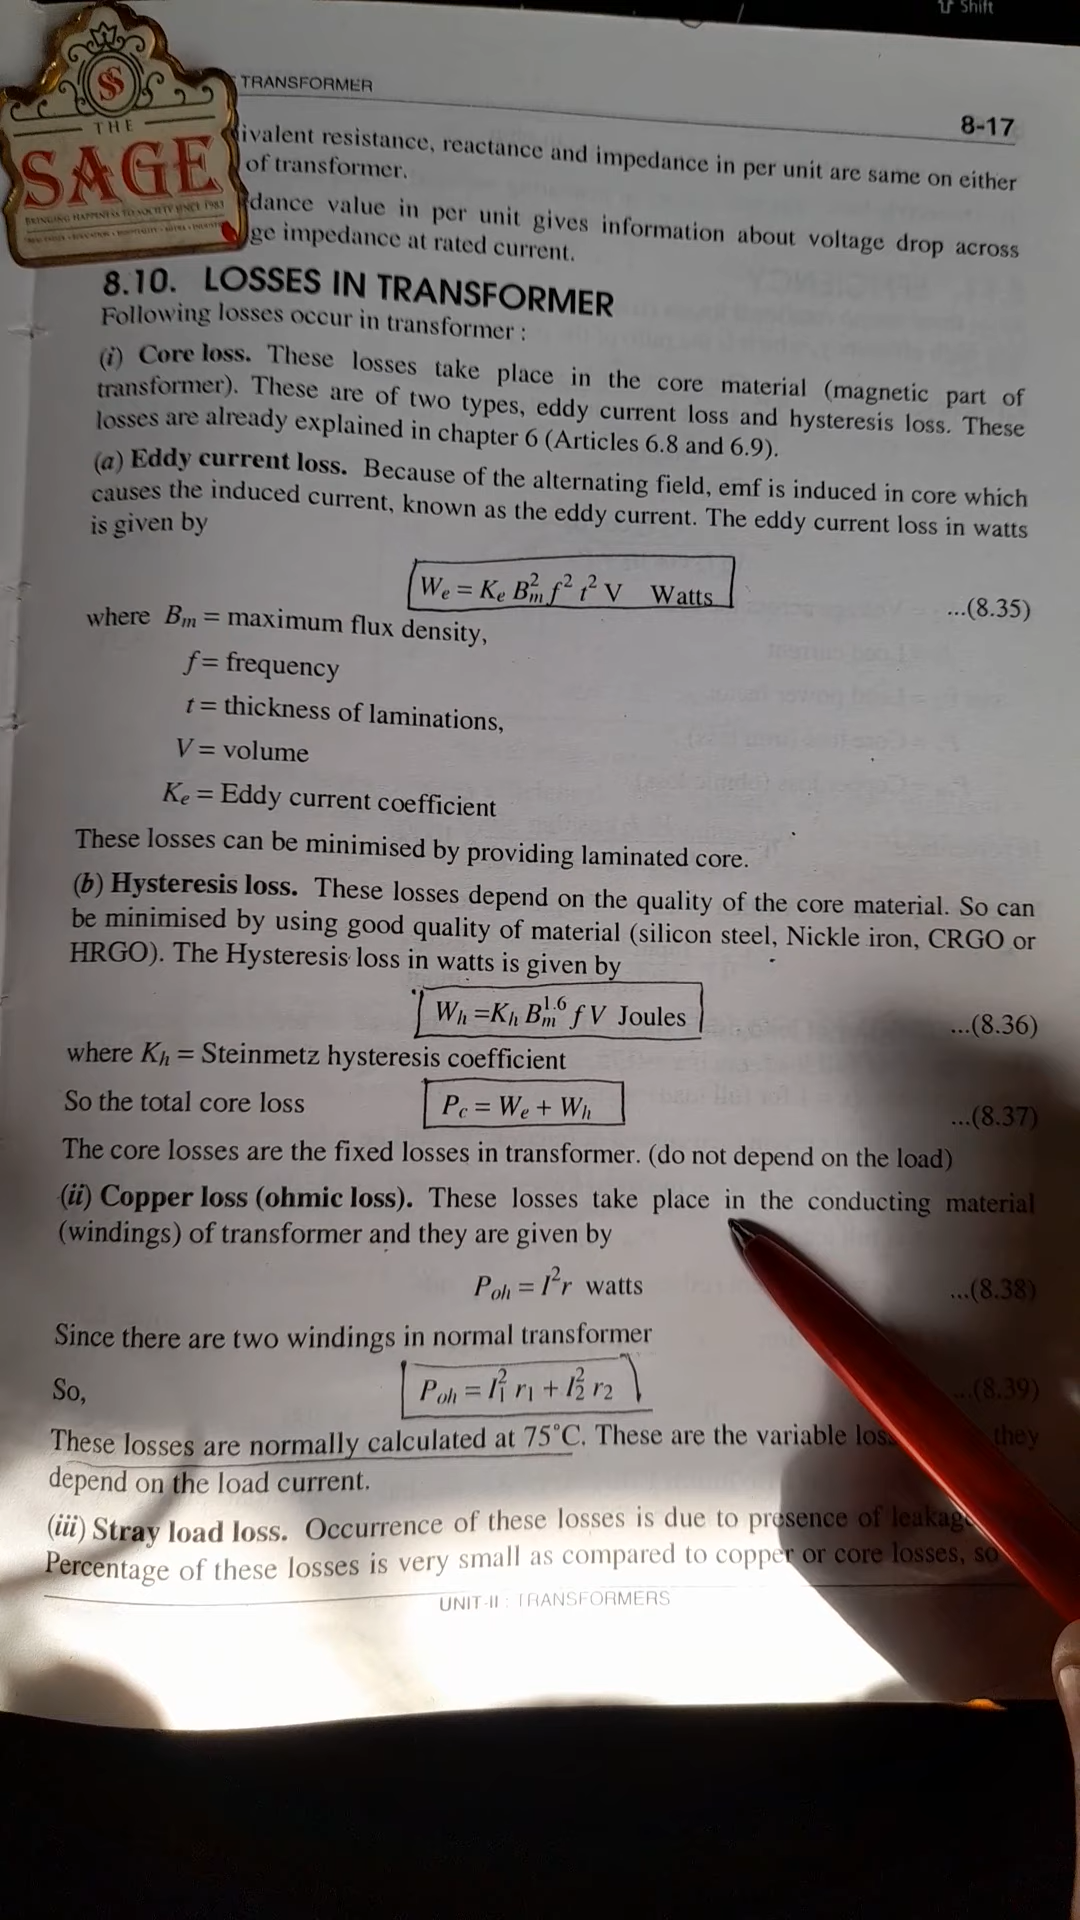 ⇧ Shift
TRANSFORMER
8-17
THE
SAGE
BRINGING HAPPINESS TO SOCIETY SINCE 1983
ivalent resistance, reactance and impedance in per unit are same on either
of transformer.
dance value in per unit gives information about voltage drop across
ge impedance at rated current.
8.10. LOSSES IN TRANSFORMER
Following losses occur in transformer :
(i) Core loss. These losses take place in the core material (magnetic part of
transformer). These are of two types, eddy current loss and hysteresis loss. These
losses are already explained in chapter 6 (Articles 6.8 and 6.9).
(a) Eddy current loss. Because of the alternating field, emf is induced in core which
causes the induced current, known as the eddy current. The eddy current loss in watts
is given by
Wₑ = Kₑ Bₘ² f² t² V Watts ...(8.35)
where Bₘ = maximum flux density,
f = frequency
t = thickness of laminations,
V = volume
Kₑ = Eddy current coefficient
These losses can be minimised by providing laminated core.
(b) Hysteresis loss. These losses depend on the quality of the core material. So can
be minimised by using good quality of material (silicon steel, Nickle iron, CRGO or
HRGO). The Hysteresis loss in watts is given by
Wₕ =Kₕ Bₘ¹·⁶ f V Joules ...(8.36)
where Kₕ = Steinmetz hysteresis coefficient
So the total core loss P꜀ = Wₑ + Wₕ ...(8.37)
The core losses are the fixed losses in transformer. (do not depend on the load)
(ii) Copper loss (ohmic loss). These losses take place in the conducting material
(windings) of transformer and they are given by
Pₒₕ = I²r watts ...(8.38)
Since there are two windings in normal transformer
So, Pₒₕ = I₁² r₁ + I₂² r₂ ...(8.39)
These losses are normally calculated at 75°C. These are the variable los they
depend on the load current.
(iii) Stray load loss. Occurrence of these losses is due to presence of leakag
Percentage of these losses is very small as compared to copper or core losses, so
UNIT-II : TRANSFORMERS